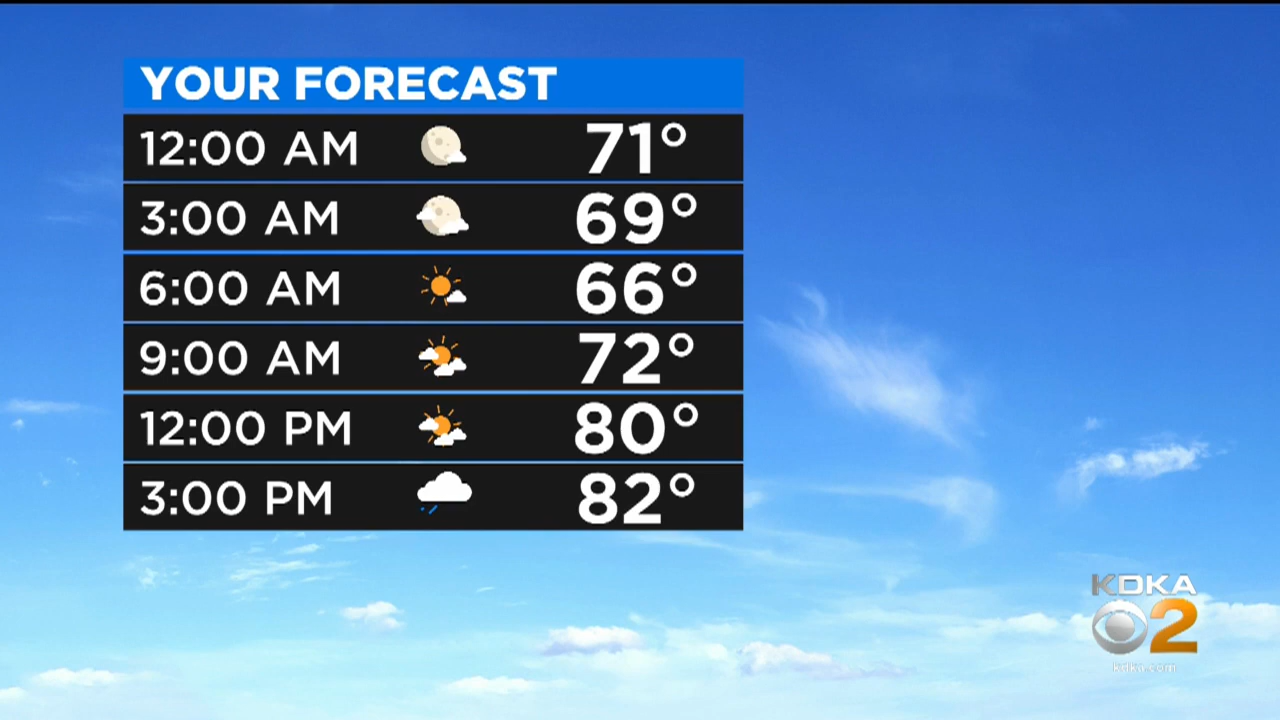 YOUR FORECAST
12:00 AM 71°
3:00 AM 69°
6:00 AM 66°
9:00 AM 72°
12:00 PM 80°
3:00 PM 82°
KDKA
2
kdka.com